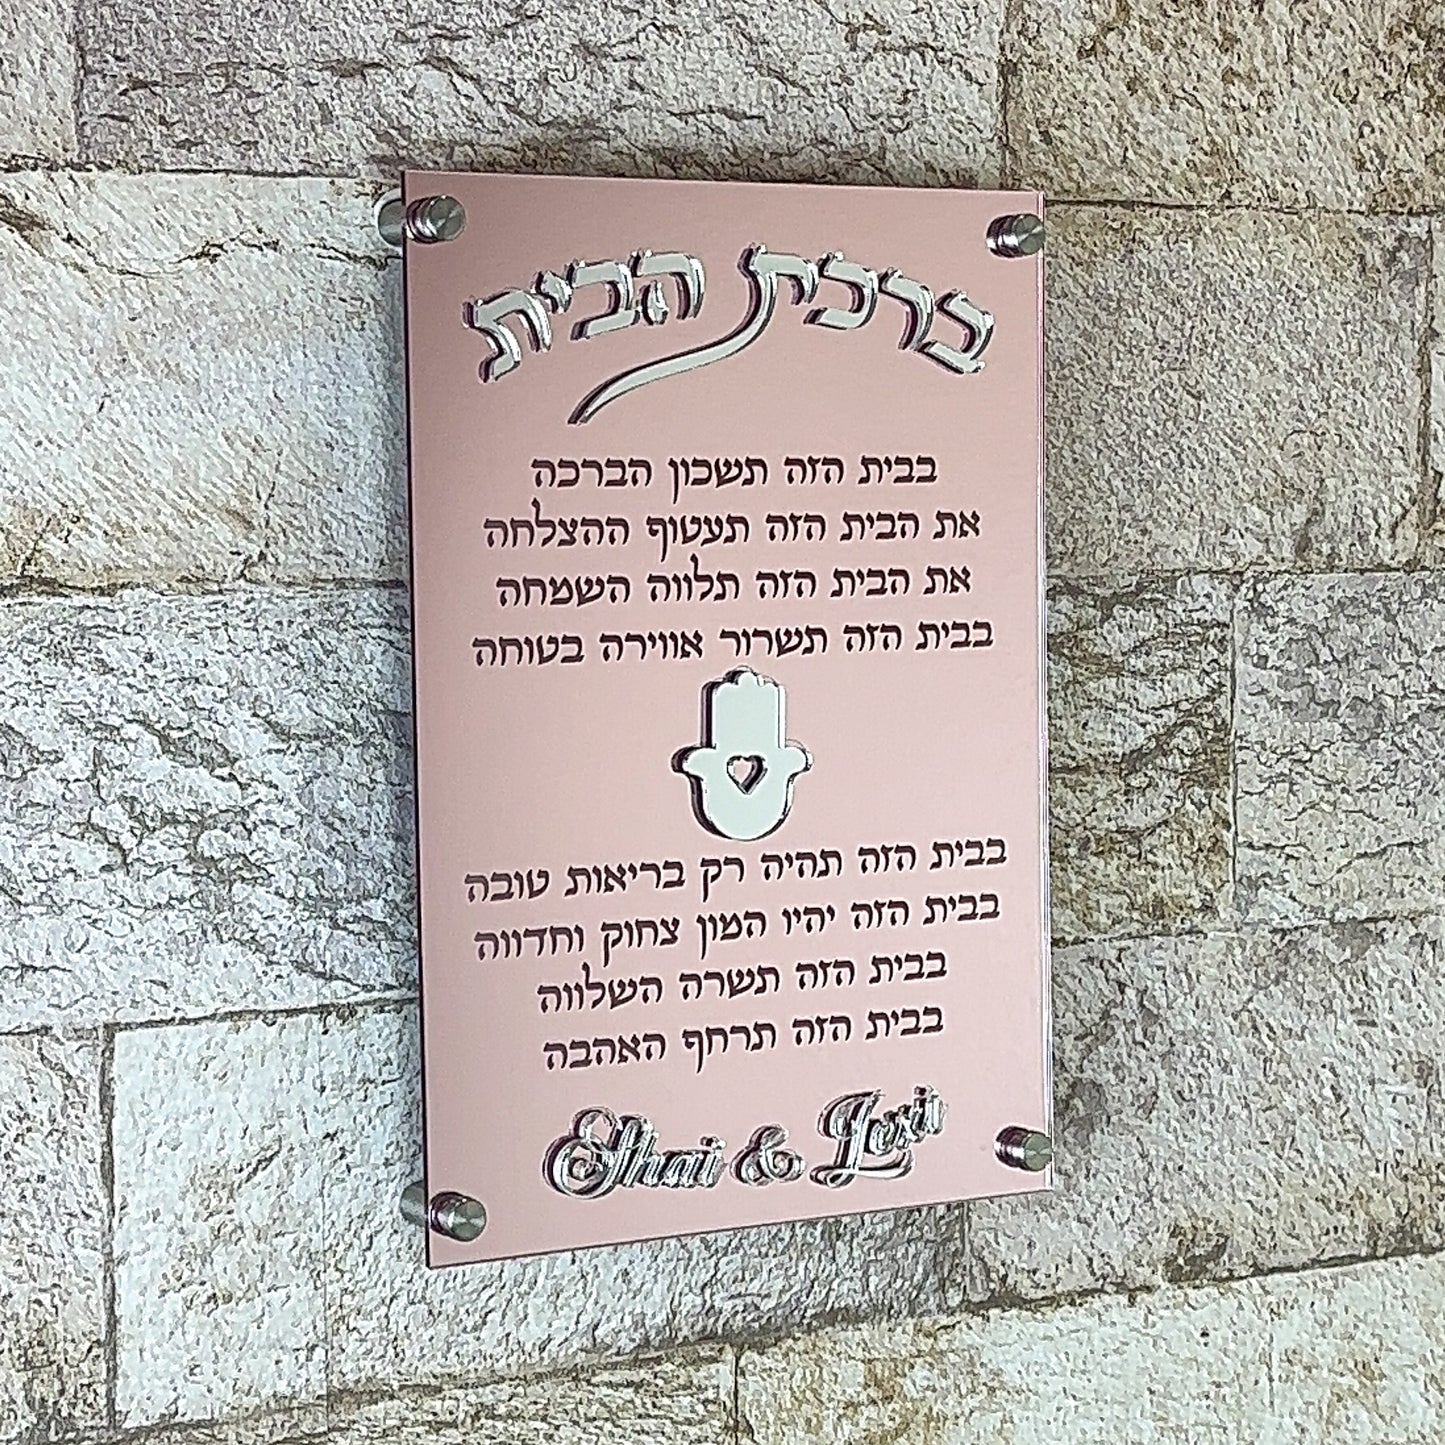 ברכת הבית
בבית הזה תשכון הברכה
את הבית הזה תעטוף ההצלחה
את הבית הזה תלווה השמחה
בבית הזה תשרור אווירה בטוחה
בבית הזה תהיה רק בריאות טובה
בבית הזה יהיו המון צחוק וחדווה
בבית הזה תשרה השלווה
בבית הזה תרחף האהבה
Shai & Lexit